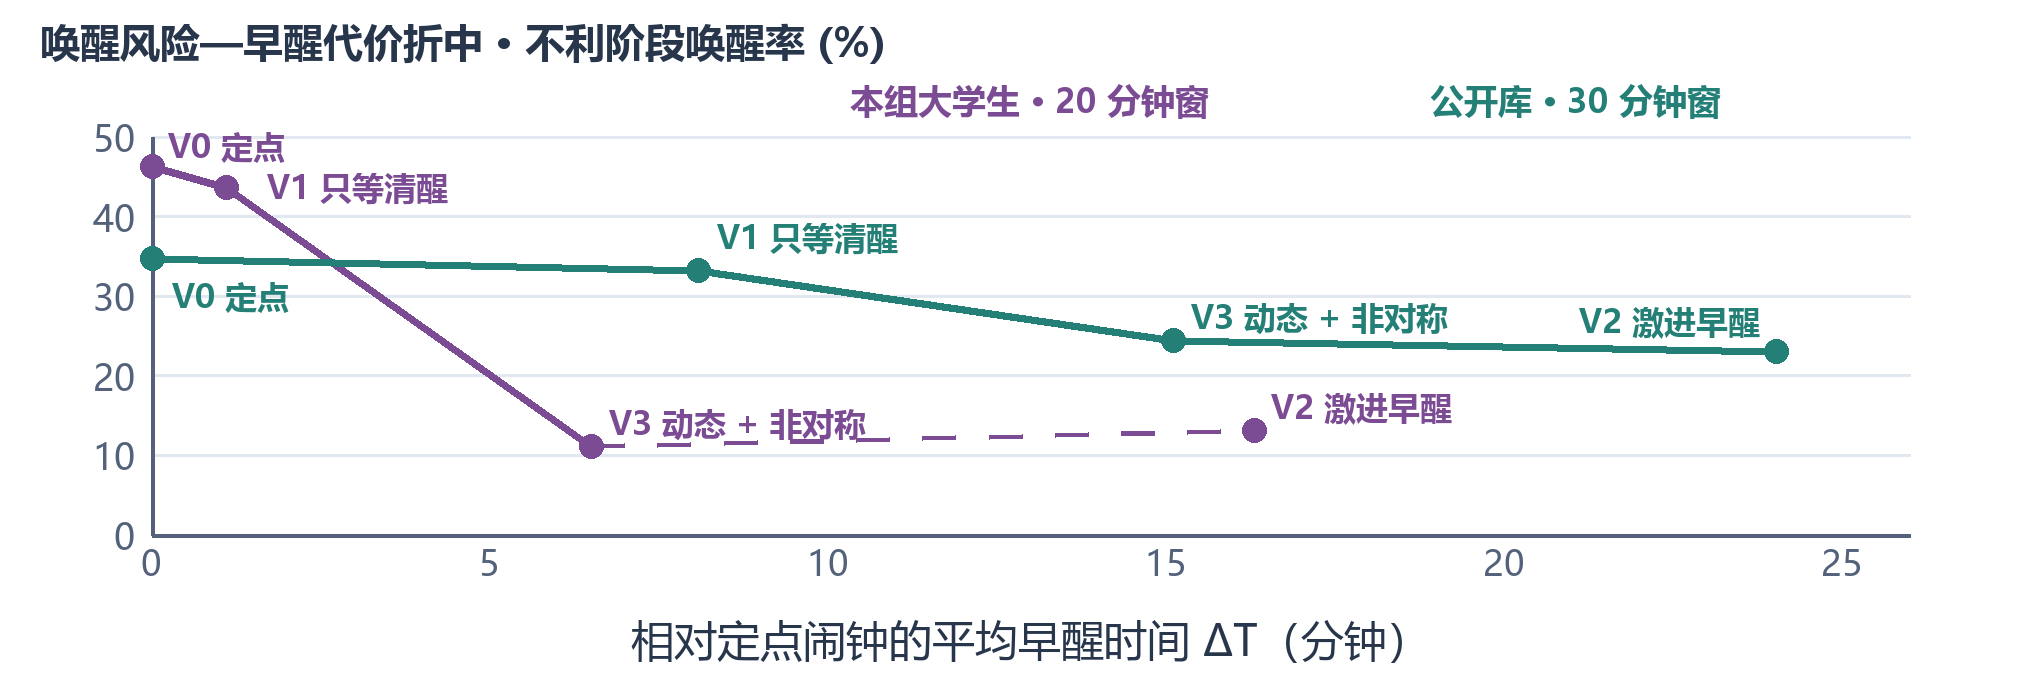 唤醒风险—早醒代价折中·不利阶段唤醒率 (%)
本组大学生·20 分钟窗
公开库·30 分钟窗
50
V0 定点
V1 只等清醒
40
V1 只等清醒
30
V0 定点
V3 动态 + 非对称
V2 激进早醒
20
V3 动态 + 非对称
V2 激进早醒
10
0
0 5 10 15 20 25
相对定点闹钟的平均早醒时间 ΔT（分钟）